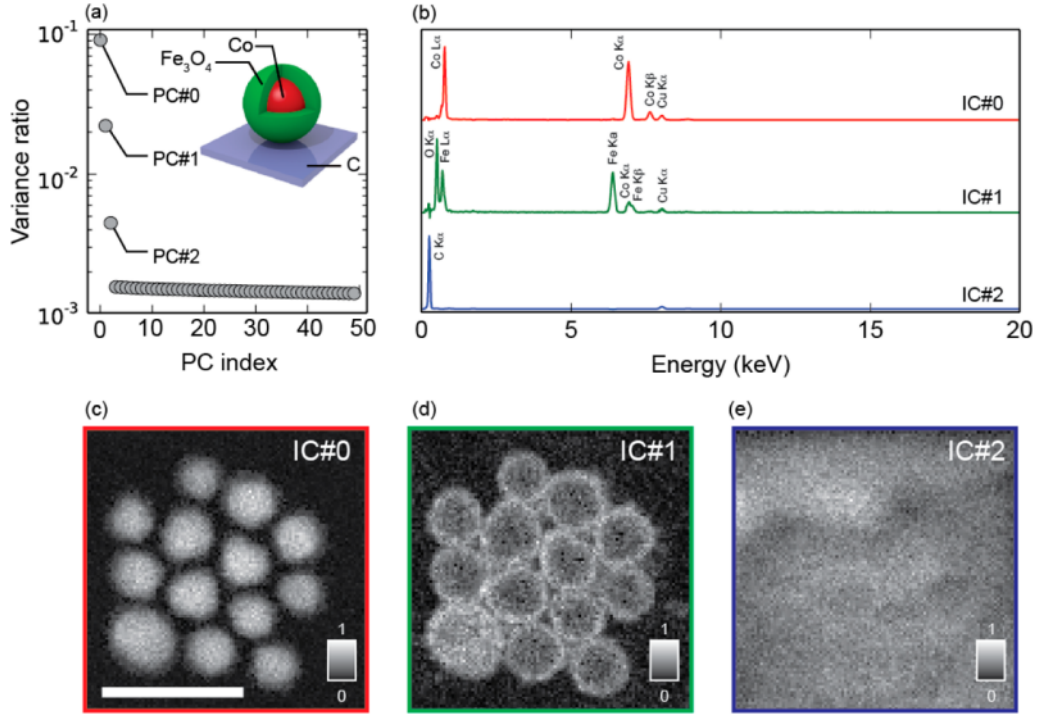 (a)
10⁻¹
10⁻²
10⁻³
Variance ratio
PC#0
PC#1
PC#2
Co
Fe₃O₄
C
0 10 20 30 40 50
PC index
(b)
Co Lα
Co Kα
Co Kβ
Cu Kα
IC#0
O Kα
Fe Lα
Fe Ka
Co Kα
Fe Kβ
Cu Kα
IC#1
C Kα
IC#2
0 5 10 15 20
Energy (keV)
(c)
IC#0
1
0
(d)
IC#1
1
0
(e)
IC#2
1
0